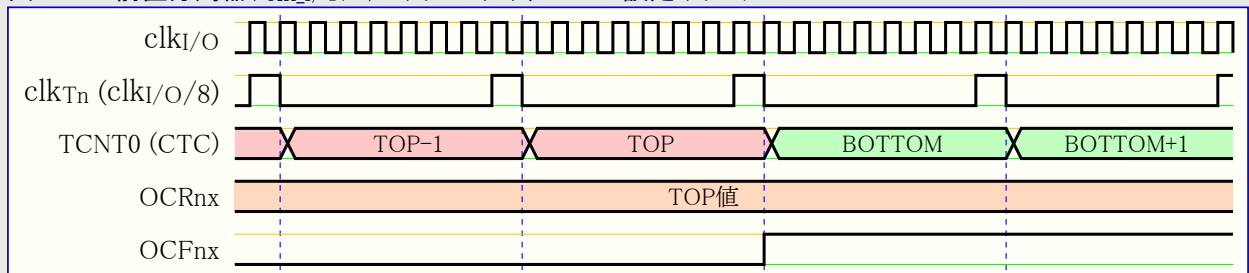 clkI/O
clkTn (clkI/O/8)
TCNT0 (CTC) TOP-1 TOP BOTTOM BOTTOM+1
OCRnx TOP値
OCFnx